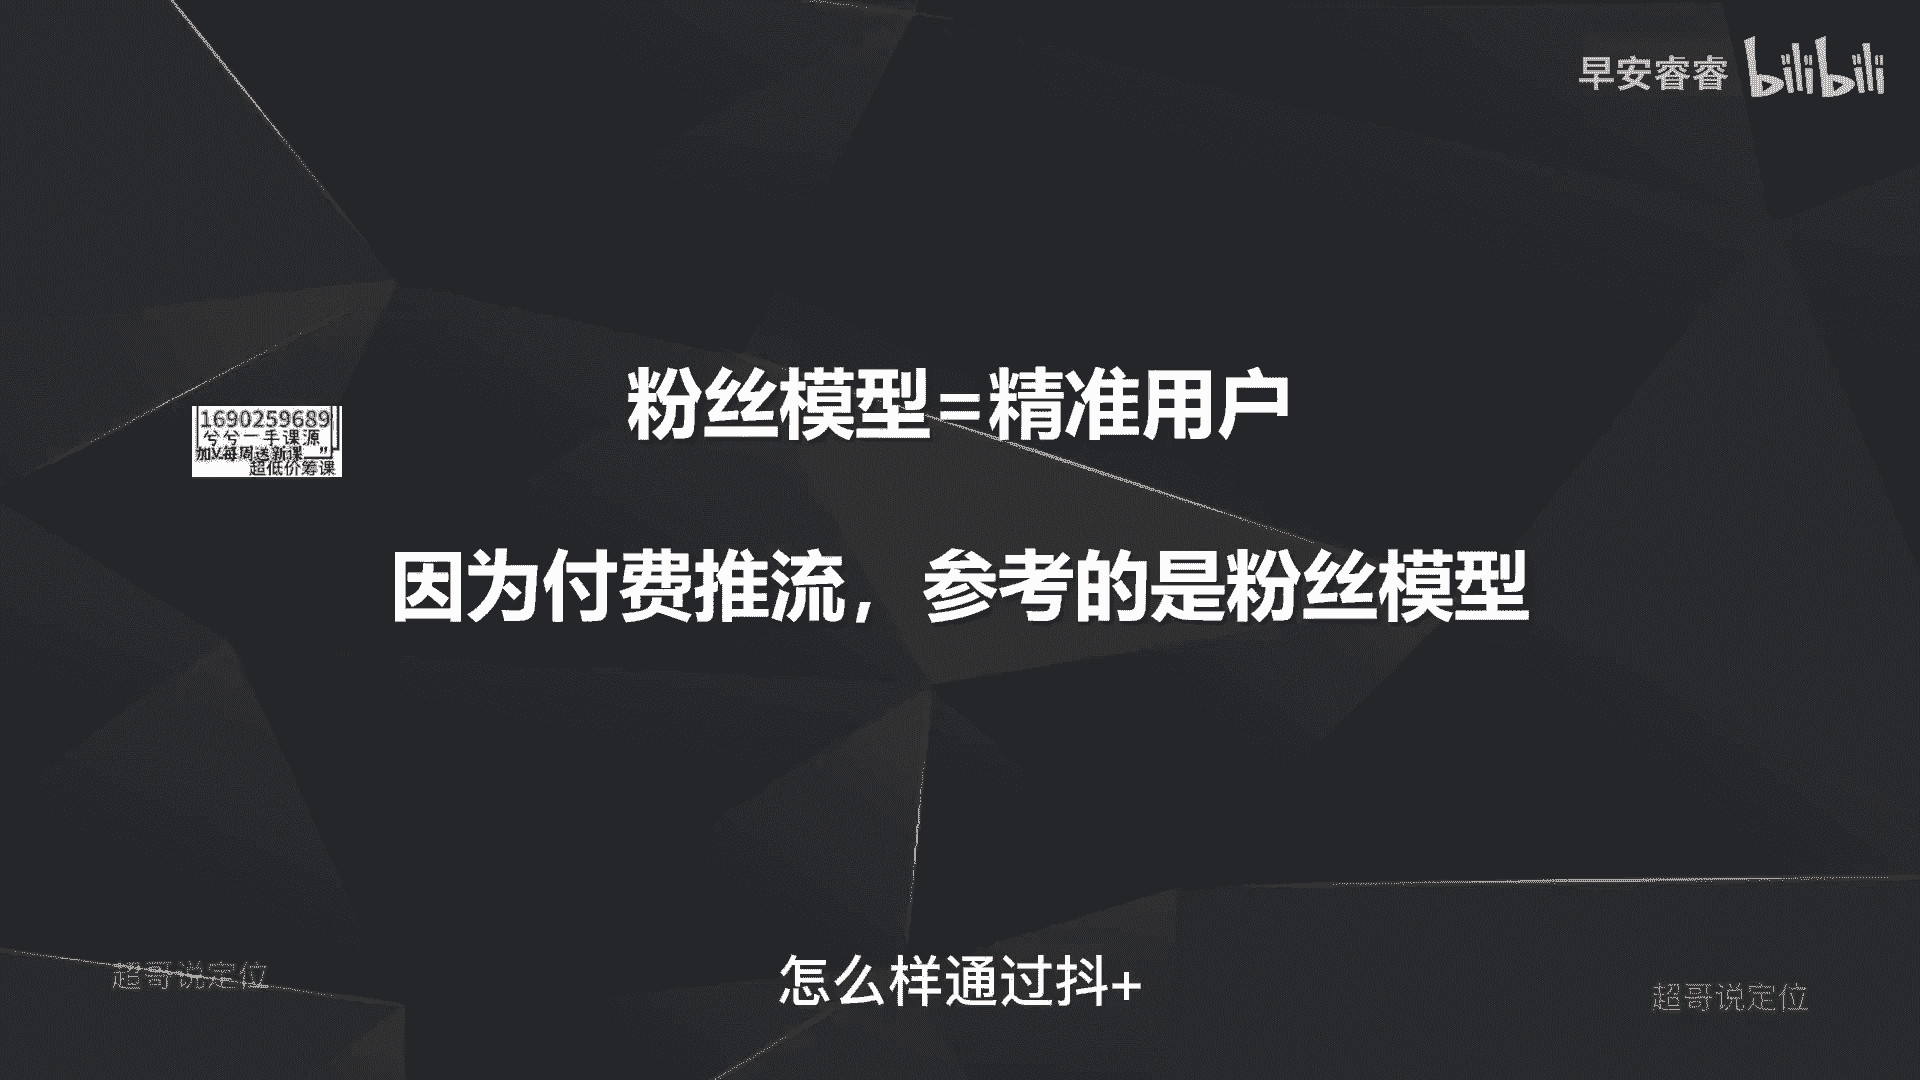 早安睿睿 bilibili
粉丝模型=精准用户
1690259689
兮兮一手课源
加V每周送新课
超低价筹课
因为付费推流，参考的是粉丝模型
怎么样通过抖+
超哥说定位
超哥说定位